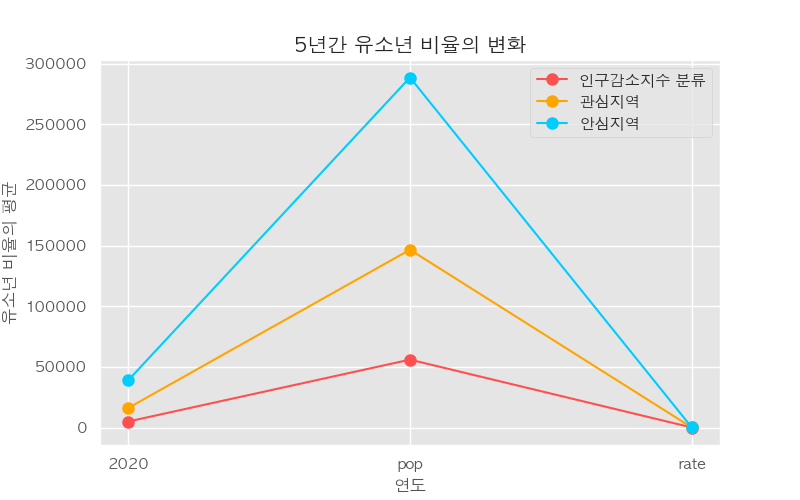 5년간 유소년 비율의 변화
인구감소지수 분류
관심지역
안심지역
유소년 비율의 평균
300000
250000
200000
150000
100000
50000
0
2020
pop
rate
연도